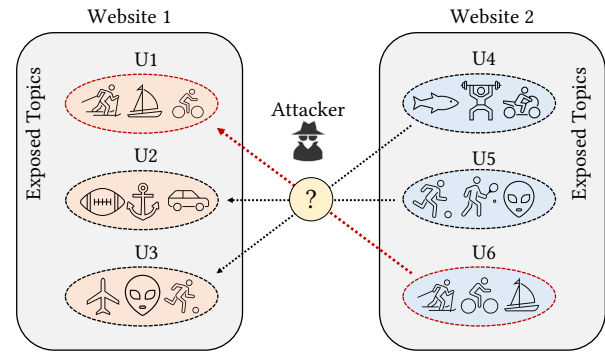 Website 1
Website 2
Exposed Topics
U1
U2
U3
Attacker
?
U4
U5
U6
Exposed Topics